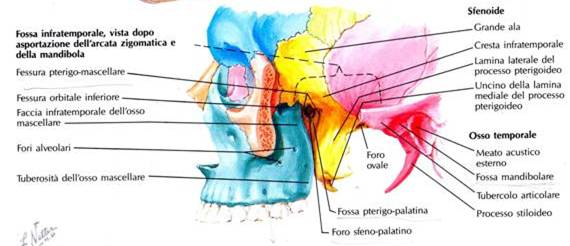 Fossa infratemporale, vista dopo
asportazione dell'arcata zigomatica e
della mandibola
Fessura pterigo-mascellare
Fessura orbitale inferiore
Faccia infratemporale dell'osso
mascellare
Fori alveolari
Tuberosità dell'osso mascellare
Sfenoide
Grande ala
Cresta infratemporale
Lamina laterale del
processo pterigoideo
Uncino della lamina
mediale del processo
pterigoideo
Osso temporale
Meato acustico
esterno
Fossa mandibolare
Tubercolo articolare
Processo stiloideo
Foro
ovale
Fossa pterigo-palatina
Foro sfeno-palatino